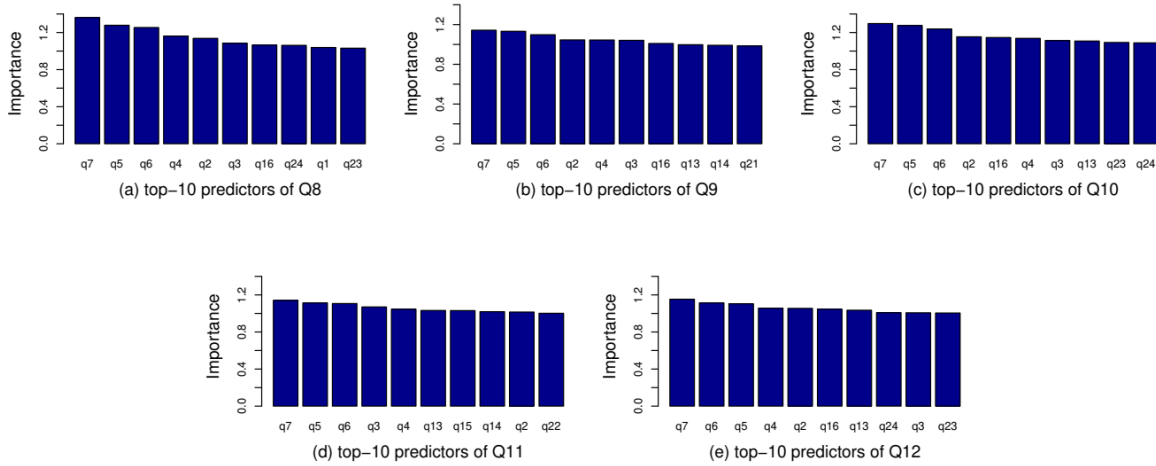 Importance
0.0 0.4 0.8 1.2
q7 q5 q6 q4 q2 q3 q16 q24 q1 q23
(a) top−10 predictors of Q8
Importance
0.0 0.4 0.8 1.2
q7 q5 q6 q2 q4 q3 q16 q13 q14 q21
(b) top−10 predictors of Q9
Importance
0.0 0.4 0.8 1.2
q7 q5 q6 q2 q16 q4 q3 q13 q23 q24
(c) top−10 predictors of Q10
Importance
0.0 0.4 0.8 1.2
q7 q5 q6 q3 q4 q13 q15 q14 q2 q22
(d) top−10 predictors of Q11
Importance
0.0 0.4 0.8 1.2
q7 q6 q5 q4 q2 q16 q13 q24 q3 q23
(e) top−10 predictors of Q12